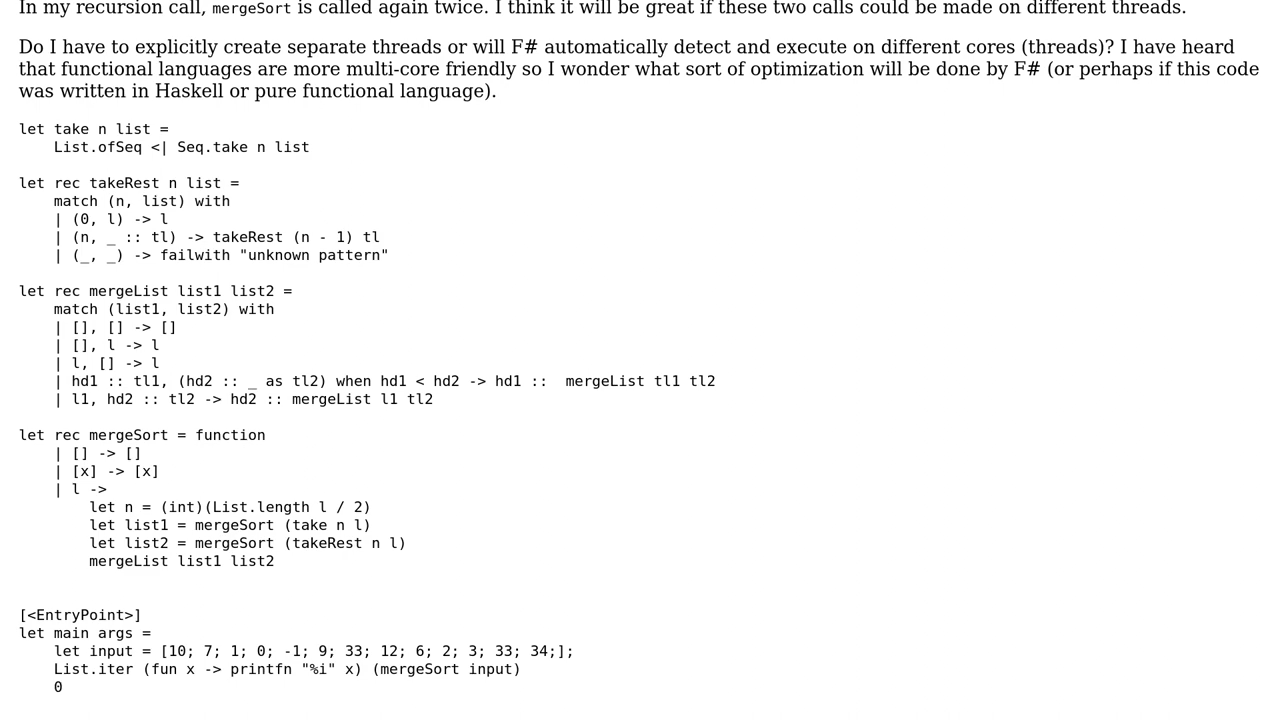 In my recursion call, mergeSort is called again twice. I think it will be great if these two calls could be made on different threads.
Do I have to explicitly create separate threads or will F# automatically detect and execute on different cores (threads)? I have heard
that functional languages are more multi-core friendly so I wonder what sort of optimization will be done by F# (or perhaps if this code
was written in Haskell or pure functional language).
let take n list =
    List.ofSeq <| Seq.take n list
let rec takeRest n list =
    match (n, list) with
    | (0, l) -> l
    | (n, _ :: tl) -> takeRest (n - 1) tl
    | (_, _) -> failwith "unknown pattern"
let rec mergeList list1 list2 =
    match (list1, list2) with
    | [], [] -> []
    | [], l -> l
    | l, [] -> l
    | hd1 :: tl1, (hd2 :: _ as tl2) when hd1 < hd2 -> hd1 ::  mergeList tl1 tl2
    | l1, hd2 :: tl2 -> hd2 :: mergeList l1 tl2
let rec mergeSort = function
    | [] -> []
    | [x] -> [x]
    | l ->
        let n = (int)(List.length l / 2)
        let list1 = mergeSort (take n l)
        let list2 = mergeSort (takeRest n l)
        mergeList list1 list2
[<EntryPoint>]
let main args =
    let input = [10; 7; 1; 0; -1; 9; 33; 12; 6; 2; 3; 33; 34;];
    List.iter (fun x -> printfn "%i" x) (mergeSort input)
    0